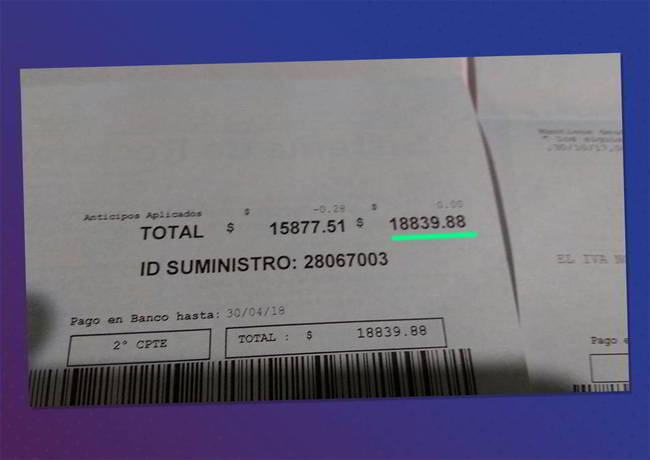 Anticipos Aplicados $ -0.28 $ 0.00
TOTAL $ 15877.51 $ 18839.88
ID SUMINISTRO: 28067003
Pago en Banco hasta: 30/04/18
2° CPTE TOTAL : $ 18839.88
EL IVA
Pago e